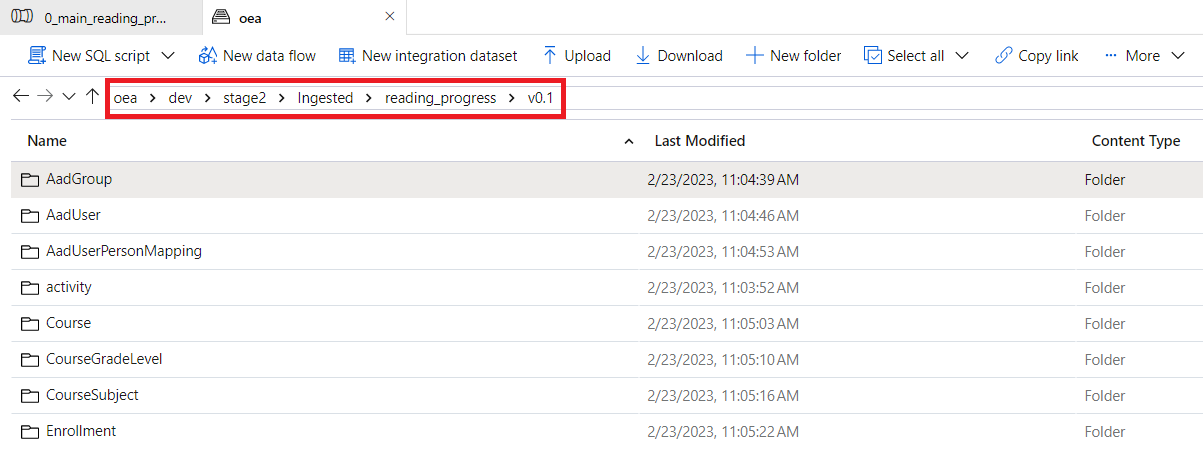 0_main_reading_pr... oea
New SQL script New data flow New integration dataset Upload Download New folder Select all Copy link ··· More
oea > dev > stage2 > Ingested > reading_progress > v0.1
Name Last Modified Content Type
AadGroup 2/23/2023, 11:04:39 AM Folder
AadUser 2/23/2023, 11:04:46 AM Folder
AadUserPersonMapping 2/23/2023, 11:04:53 AM Folder
activity 2/23/2023, 11:03:52 AM Folder
Course 2/23/2023, 11:05:03 AM Folder
CourseGradeLevel 2/23/2023, 11:05:10 AM Folder
CourseSubject 2/23/2023, 11:05:16 AM Folder
Enrollment 2/23/2023, 11:05:22 AM Folder